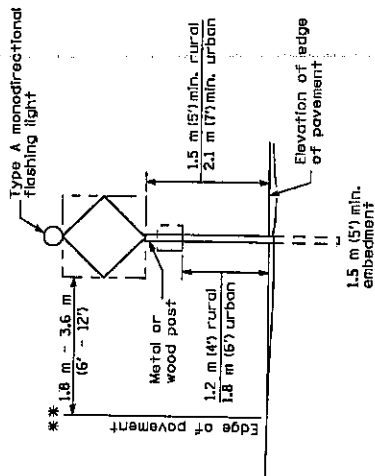 Type A monodirectional
flashing light
**
1.8 m - 3.6 m
(6' - 12')
Edge of pavement
Metal or
wood post
1.5 m (5') min. rural
2.1 m (7') min. urban
1.2 m (4') rural
1.8 m (6') urban
Elevation of edge
of pavement
1.5 m (5') min.
embedment